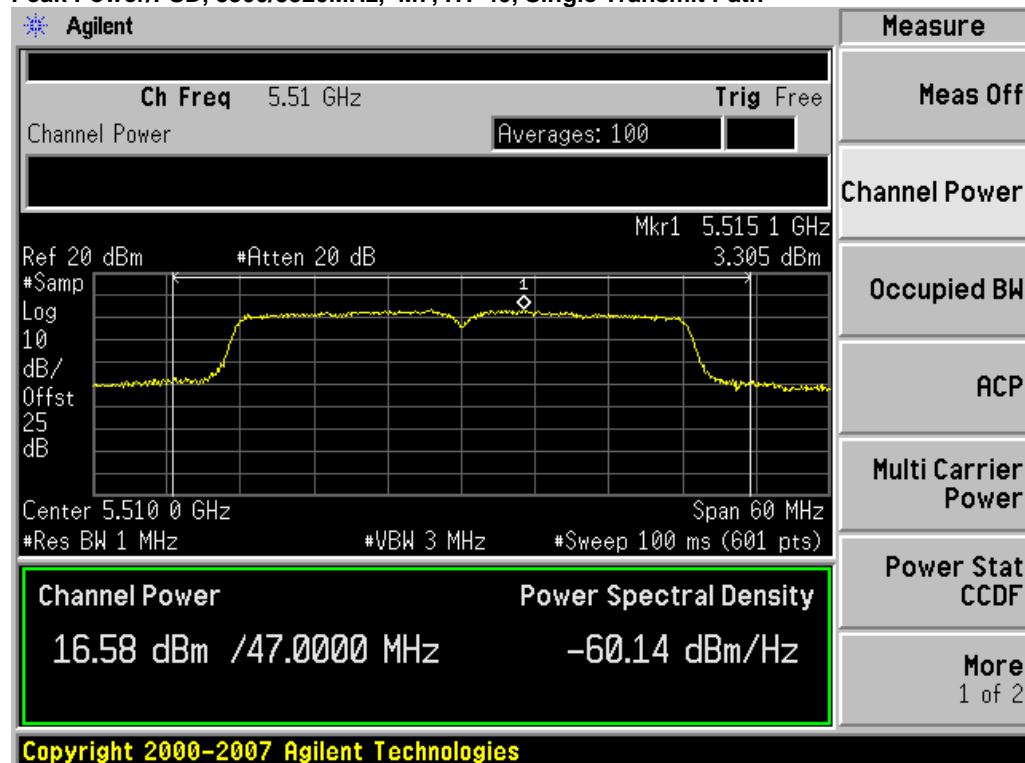 Agilent
Measure
Ch Freq 5.51 GHz Trig Free
Meas Off
Channel Power Averages: 100
Channel Power
Mkr1 5.515 1 GHz
Ref 20 dBm #Atten 20 dB 3.305 dBm
#Samp
Log
10
dB/
Offst
25
dB
1
Occupied BW
ACP
Multi Carrier
Power
Center 5.510 0 GHz Span 60 MHz
#Res BW 1 MHz #VBW 3 MHz #Sweep 100 ms (601 pts)
Power Stat
CCDF
Channel Power Power Spectral Density
16.58 dBm /47.0000 MHz -60.14 dBm/Hz
More
1 of 2
Copyright 2000-2007 Agilent Technologies